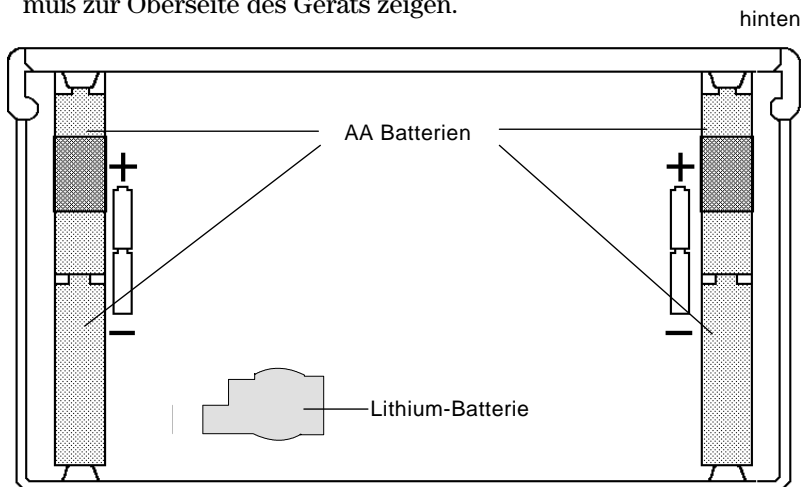 muß zur Oberseite des Geräts zeigen.
hinten
AA Batterien
+ +
− −
Lithium-Batterie